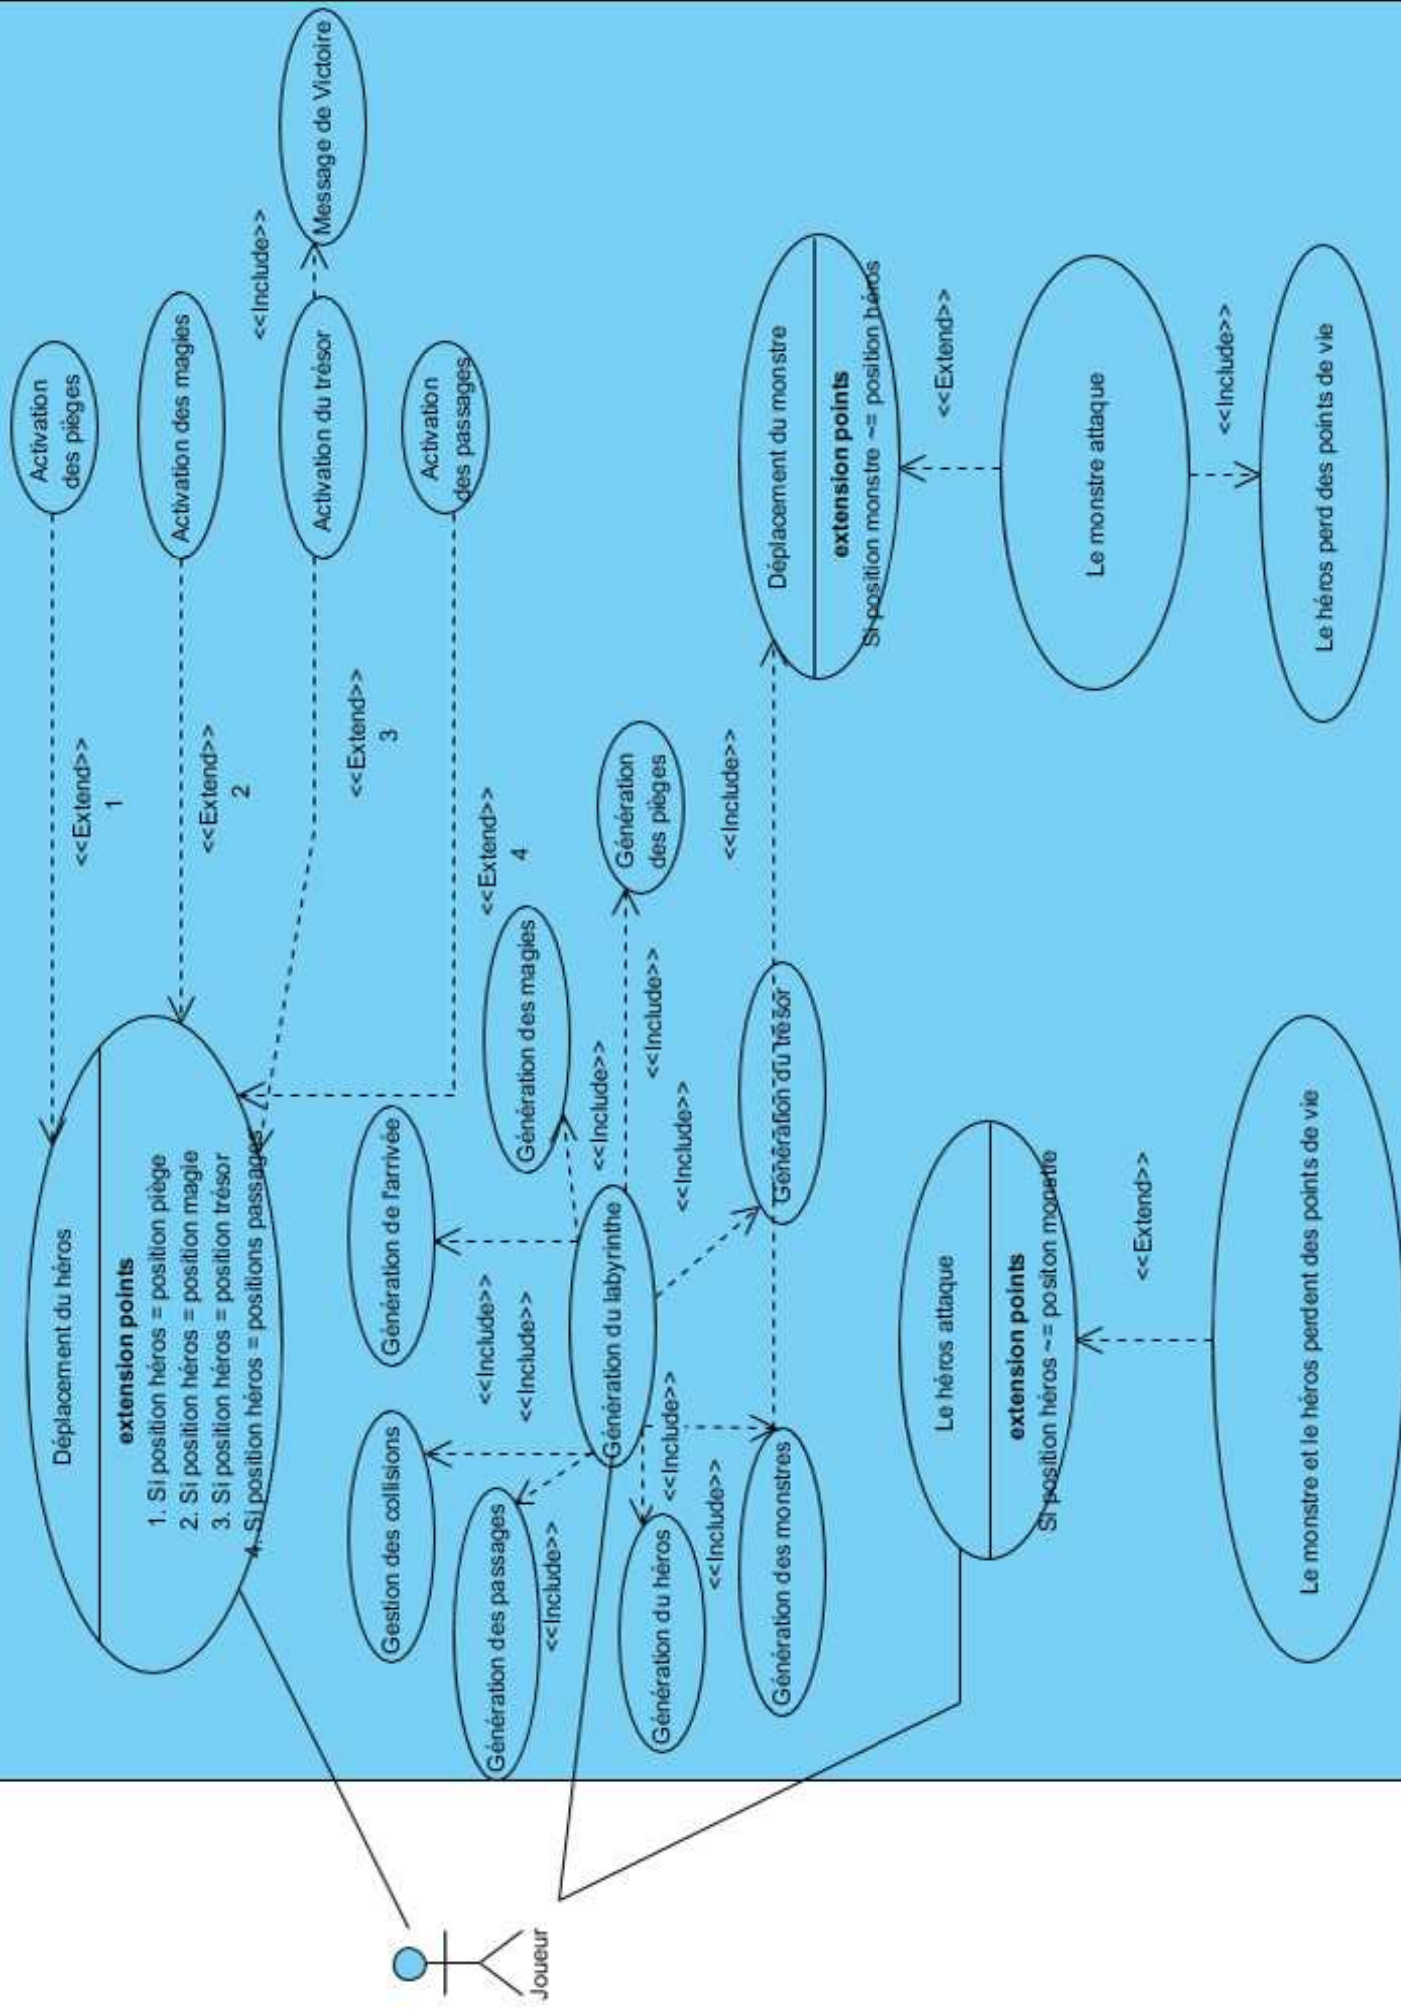 Déplacement du héros
extension points
1. Si position héros = position piège
2. Si position héros = position magie
3. Si position héros = position trésor
4. Si position héros = positions passages
<<Extend>>
1
Activation
des pièges
<<Extend>>
2
Activation des magies
<<Extend>>
3
Activation du trésor
<<Include>>
Message de Victoire
<<Extend>>
4
Activation
des passages
Joueur
Gestion des collisions
Génération de l'arrivée
<<Include>>
<<Include>>
Génération des passages
<<Include>>
Génération des magies
<<Include>>
Génération du labyrinthe
Génération des pièges
<<Include>>
<<Include>>
Génération du héros
<<Include>>
<<Include>>
Génération des monstres
Génération du trésor
<<Include>>
Déplacement du monstre
extension points
Si position monstre ~= position héros
<<Extend>>
Le monstre attaque
<<Include>>
Le héros perd des points de vie
Le héros attaque
extension points
Si position héros ~= positon monstre
<<Extend>>
Le monstre et le héros perdent des points de vie